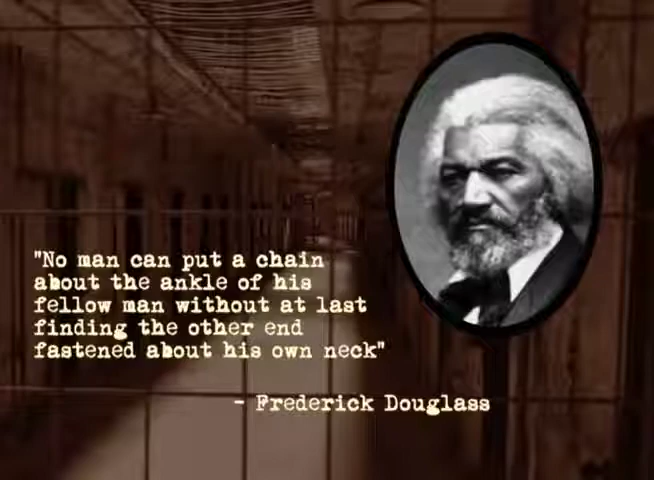 "No man can put a chain
about the ankle of his
fellow man without at last
finding the other end
fastened about his own neck"
- Frederick Douglass